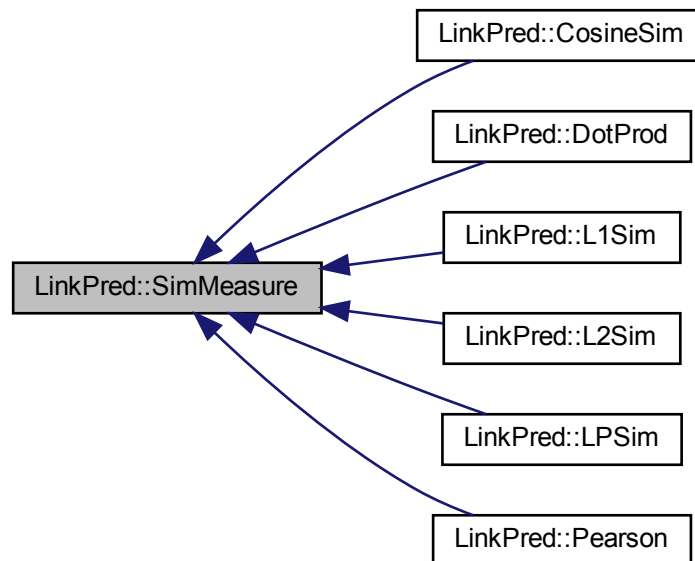 LinkPred::CosineSim
LinkPred::DotProd
LinkPred::L1Sim
LinkPred::SimMeasure
LinkPred::L2Sim
LinkPred::LPSim
LinkPred::Pearson